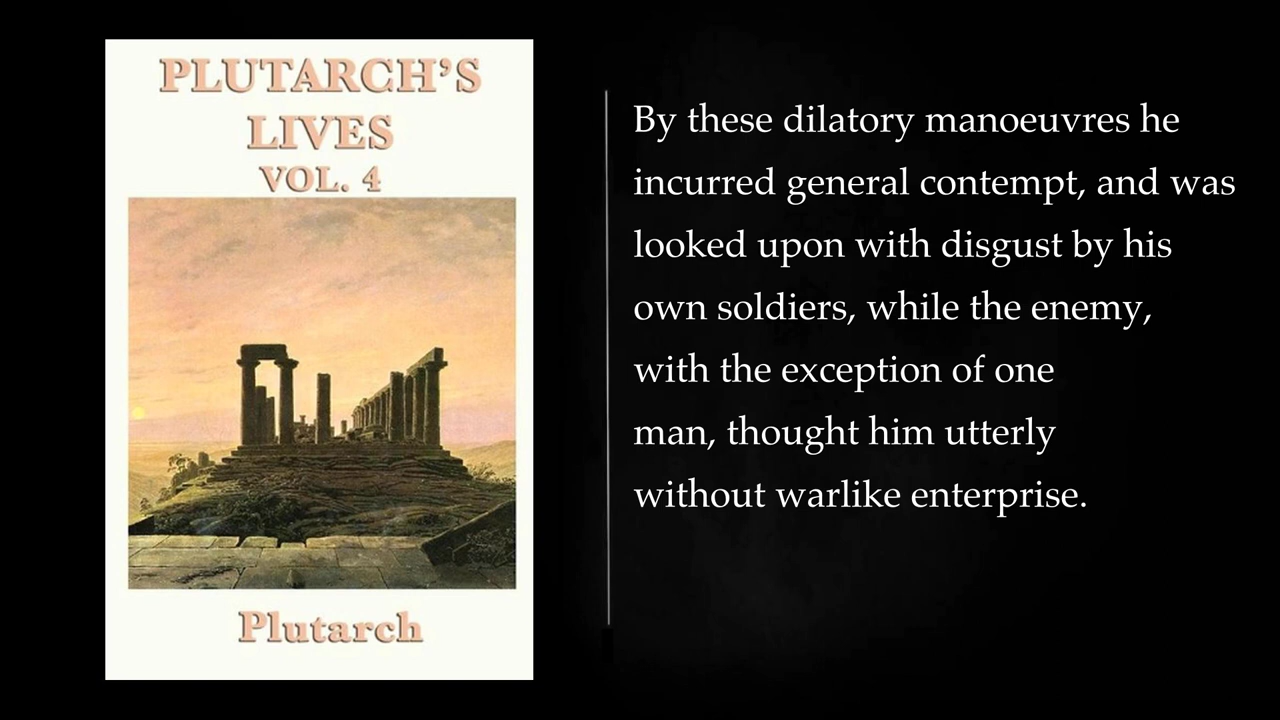 PLUTARCH'S
LIVES
VOL. 4
Plutarch
By these dilatory manoeuvres he
incurred general contempt, and was
looked upon with disgust by his
own soldiers, while the enemy,
with the exception of one
man, thought him utterly
without warlike enterprise.